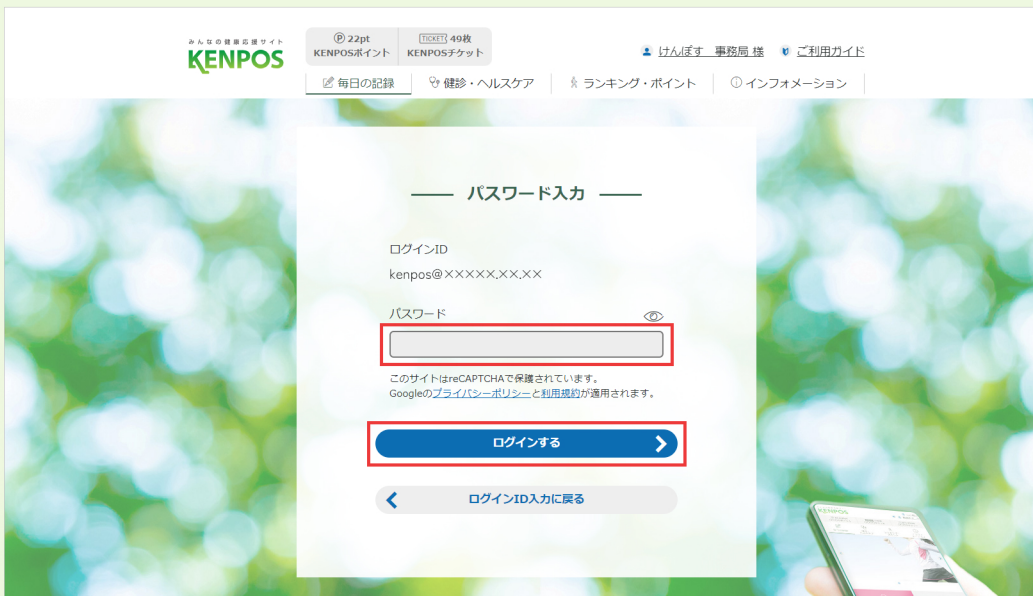 みんなの健康応援サイト
KENPOS
P 22pt
KENPOSポイント
TICKET 49枚
KENPOSチケット
けんぽす 事務局 様
ご利用ガイド
毎日の記録
健診・ヘルスケア
ランキング・ポイント
インフォメーション
パスワード入力
ログインID
kenpos@×××××.××.××
パスワード
このサイトはreCAPTCHAで保護されています。
Googleのプライバシーポリシーと利用規約が適用されます。
ログインする
ログインID入力に戻る
KENPOS